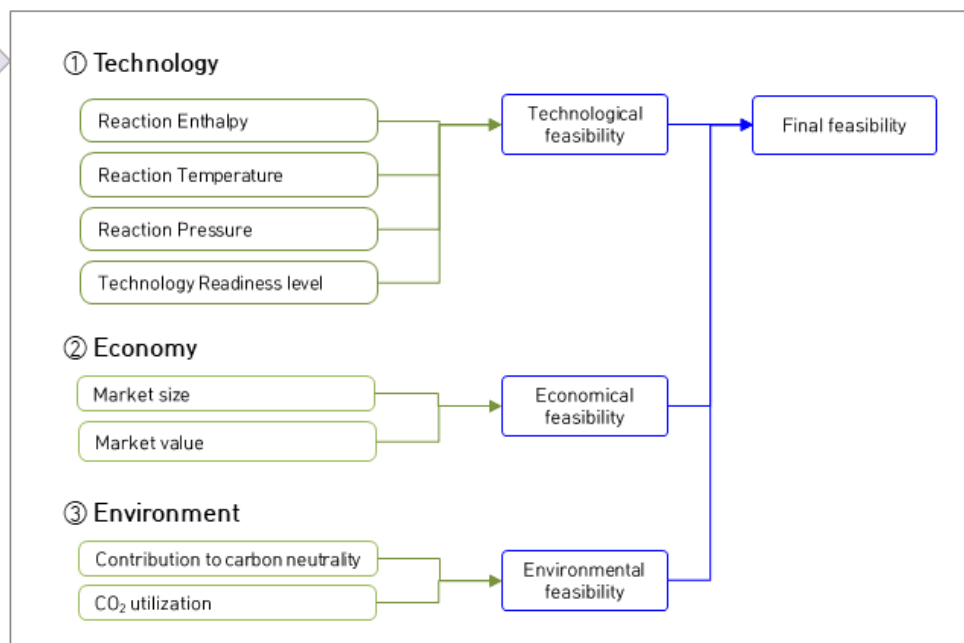 ① Technology
Reaction Enthalpy
Reaction Temperature
Reaction Pressure
Technology Readiness level
Technological
feasibility
Final feasibility
② Economy
Market size
Market value
Economical
feasibility
③ Environment
Contribution to carbon neutrality
CO₂ utilization
Environmental
feasibility